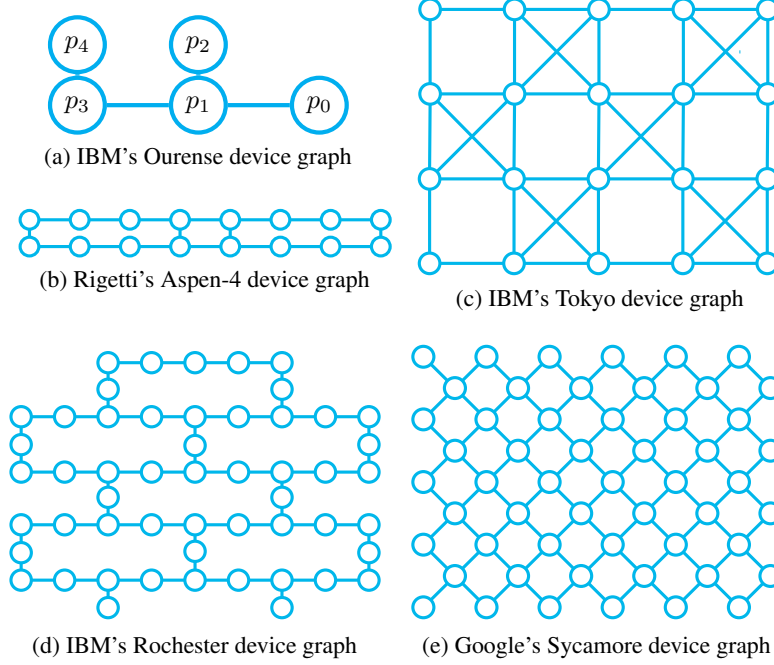 p4 p2
p3 p1 p0
(a) IBM's Ourense device graph
(b) Rigetti's Aspen-4 device graph
(c) IBM's Tokyo device graph
(d) IBM's Rochester device graph
(e) Google's Sycamore device graph